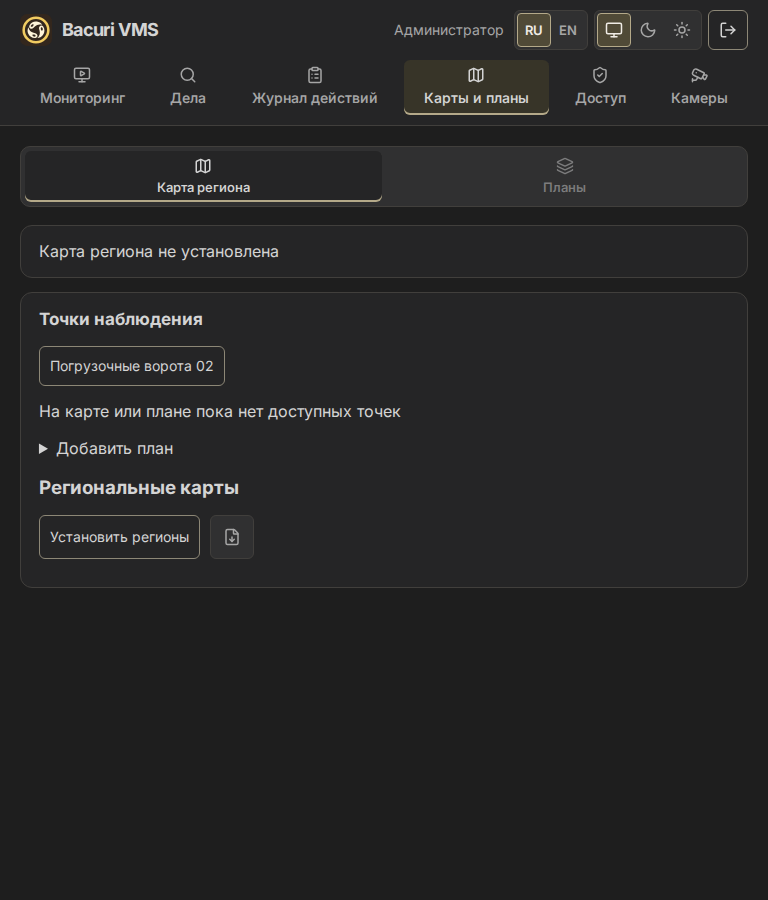 Bacuri VMS
Администратор
RU EN
Мониторинг
Дела
Журнал действий
Карты и планы
Доступ
Камеры
Карта региона
Планы
Карта региона не установлена
Точки наблюдения
Погрузочные ворота 02
На карте или плане пока нет доступных точек
Добавить план
Региональные карты
Установить регионы